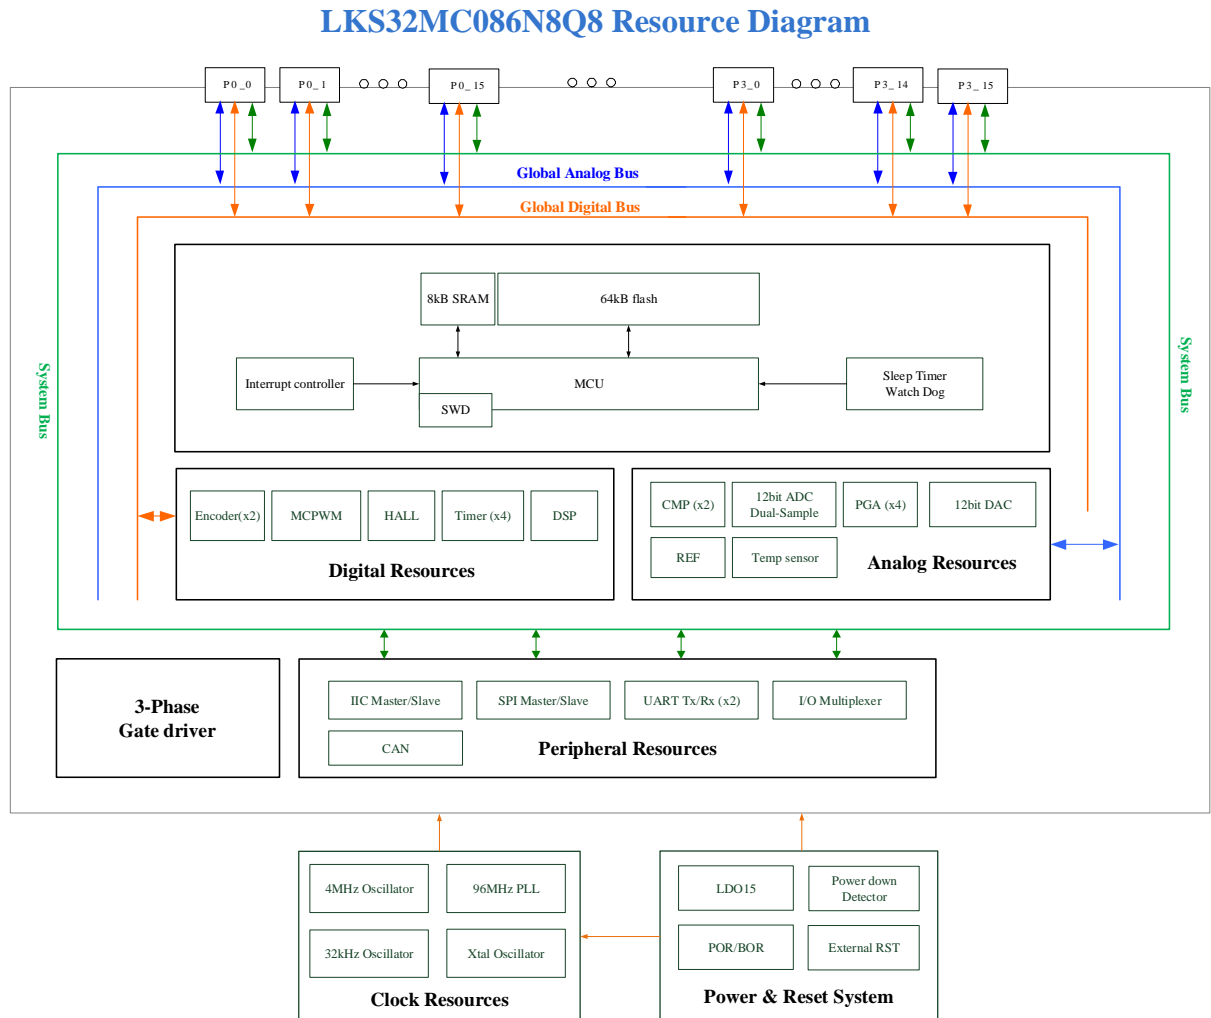 LKS32MC086N8Q8 Resource Diagram
P0_0
P0_1
P0_15
P3_0
P3_14
P3_15
Global Analog Bus
Global Digital Bus
System Bus
System Bus
8kB SRAM
64kB flash
Interrupt controller
MCU
SWD
Sleep Timer
Watch Dog
Encoder(x2)
MCPWM
HALL
Timer (x4)
DSP
Digital Resources
CMP (x2)
12bit ADC
Dual-Sample
PGA (x4)
12bit DAC
REF
Temp sensor
Analog Resources
3-Phase
Gate driver
IIC Master/Slave
SPI Master/Slave
UART Tx/Rx (x2)
I/O Multiplexer
CAN
Peripheral Resources
4MHz Oscillator
96MHz PLL
32kHz Oscillator
Xtal Oscillator
Clock Resources
LDO15
Power down
Detector
POR/BOR
External RST
Power & Reset System